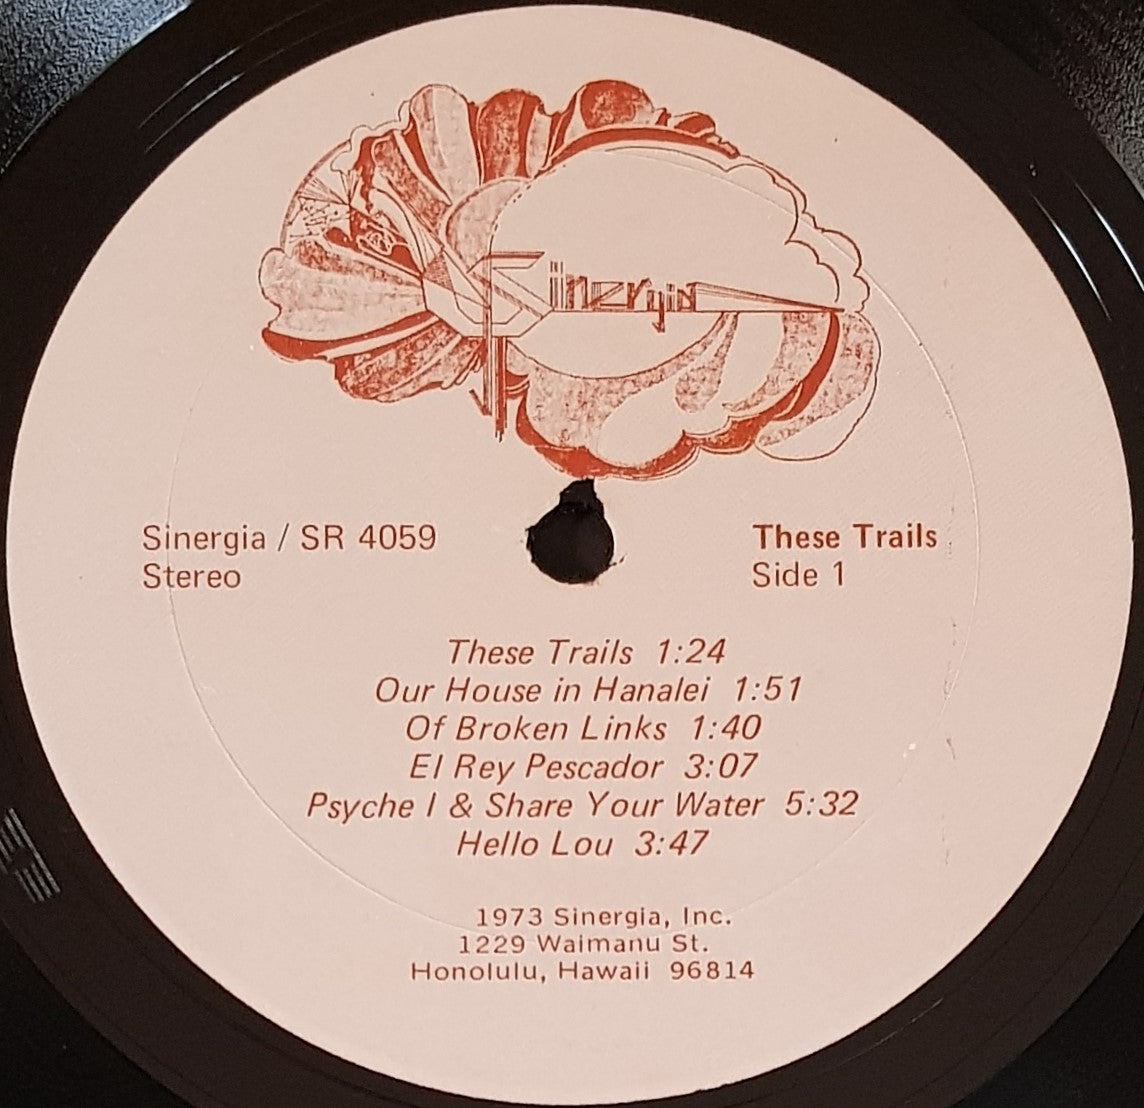 Sinergia
Sinergia / SR 4059
Stereo
These Trails
Side 1
These Trails 1:24
Our House in Hanalei 1:51
Of Broken Links 1:40
El Rey Pescador 3:07
Psyche I & Share Your Water 5:32
Hello Lou 3:47
1973 Sinergia, Inc.
1229 Waimanu St.
Honolulu, Hawaii 96814